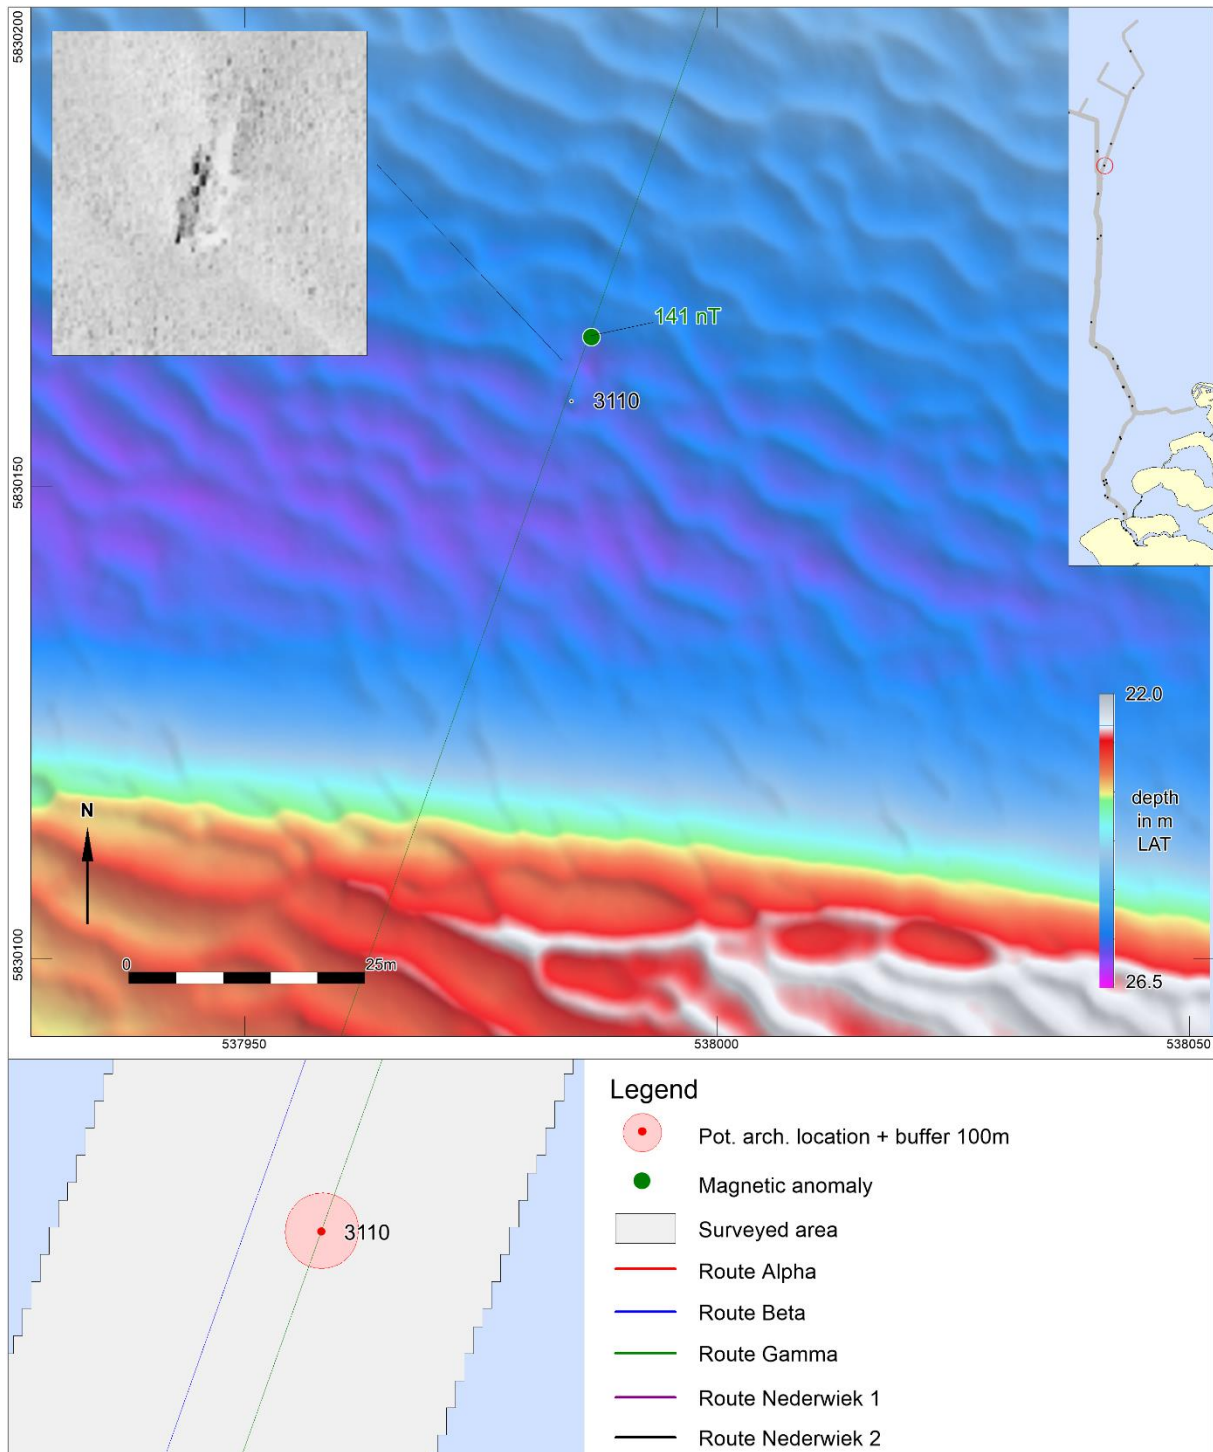 5830200
141 nT
3110
5830150
22.0
depth
in m
LAT
26.5
N
0
25m
5830100
537950
538000
538050
3110
Legend
Pot. arch. location + buffer 100m
Magnetic anomaly
Surveyed area
Route Alpha
Route Beta
Route Gamma
Route Nederwiek 1
Route Nederwiek 2